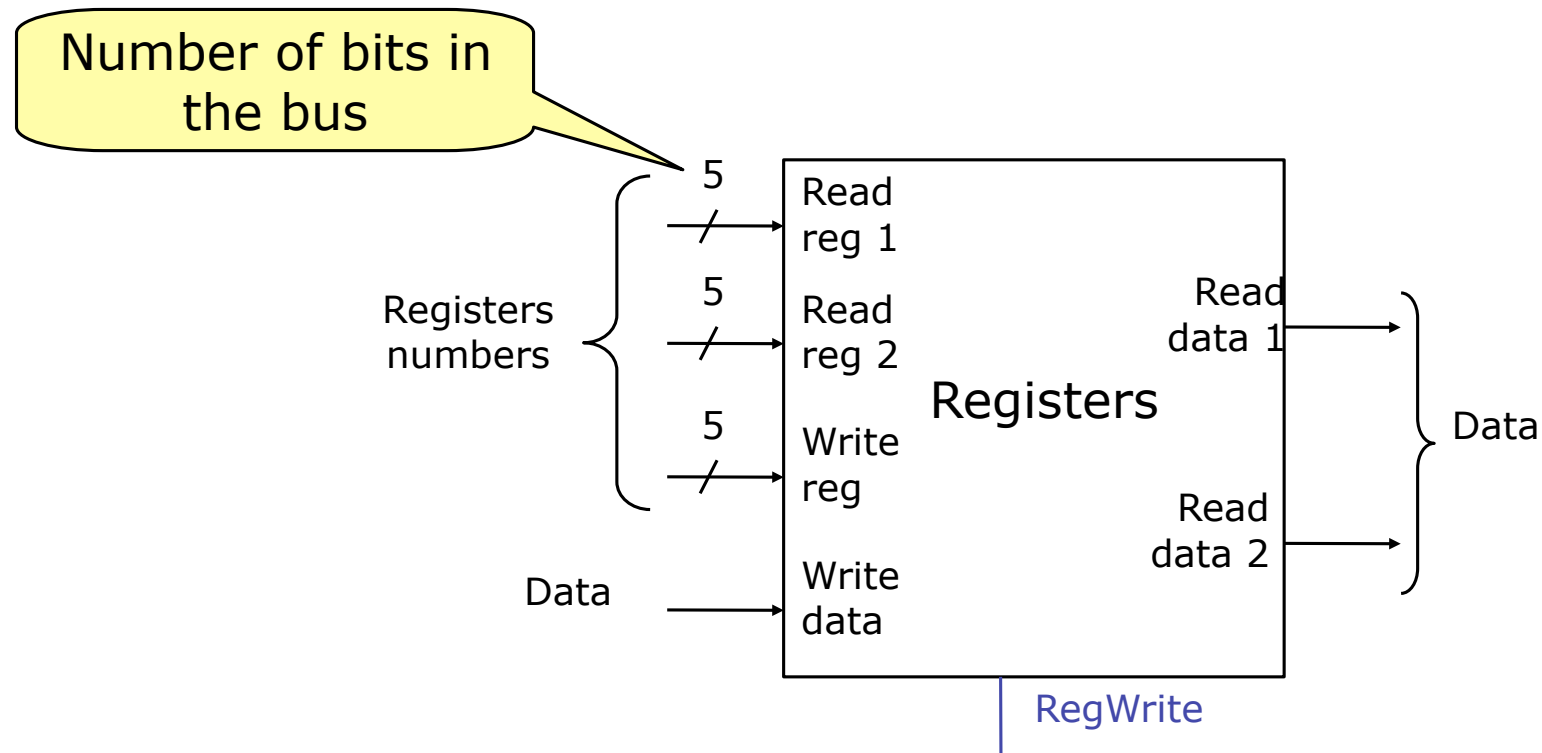 Number of bits in
the bus
5
Read
reg 1
5
Read
reg 2
Registers
numbers
5
Write
reg
Data
Write
data
Registers
Read
data 1
Read
data 2
Data
RegWrite